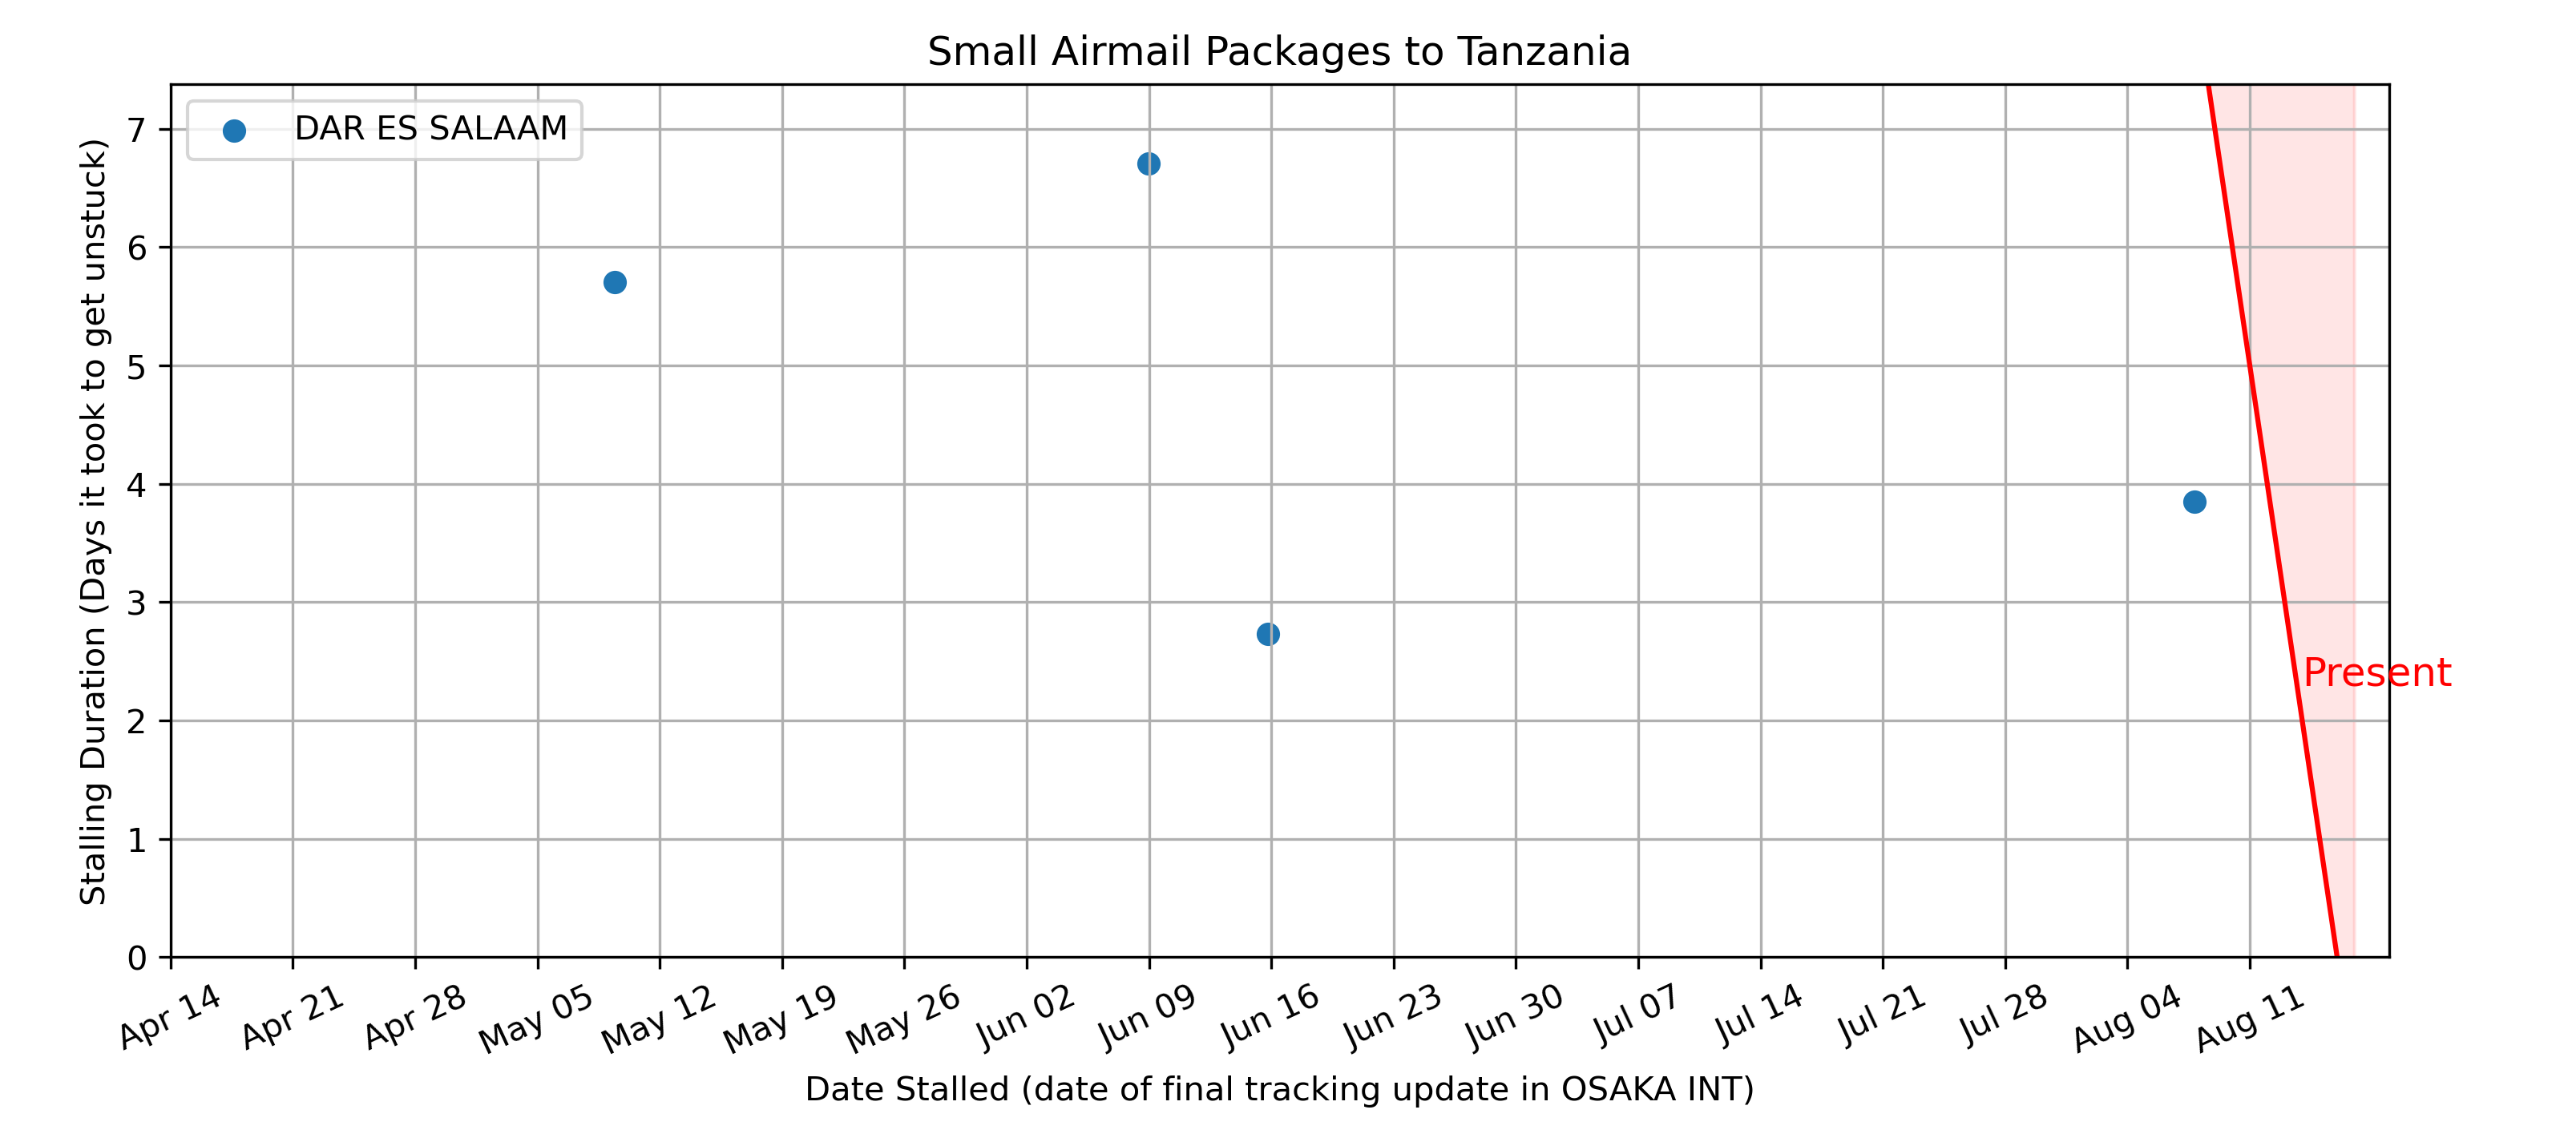 Small Airmail Packages to Tanzania
DAR ES SALAAM
Stalling Duration (Days it took to get unstuck)
7
6
5
4
3
2
1
0
Present
Apr 14
Apr 21
Apr 28
May 05
May 12
May 19
May 26
Jun 02
Jun 09
Jun 16
Jun 23
Jun 30
Jul 07
Jul 14
Jul 21
Jul 28
Aug 04
Aug 11
Date Stalled (date of final tracking update in OSAKA INT)